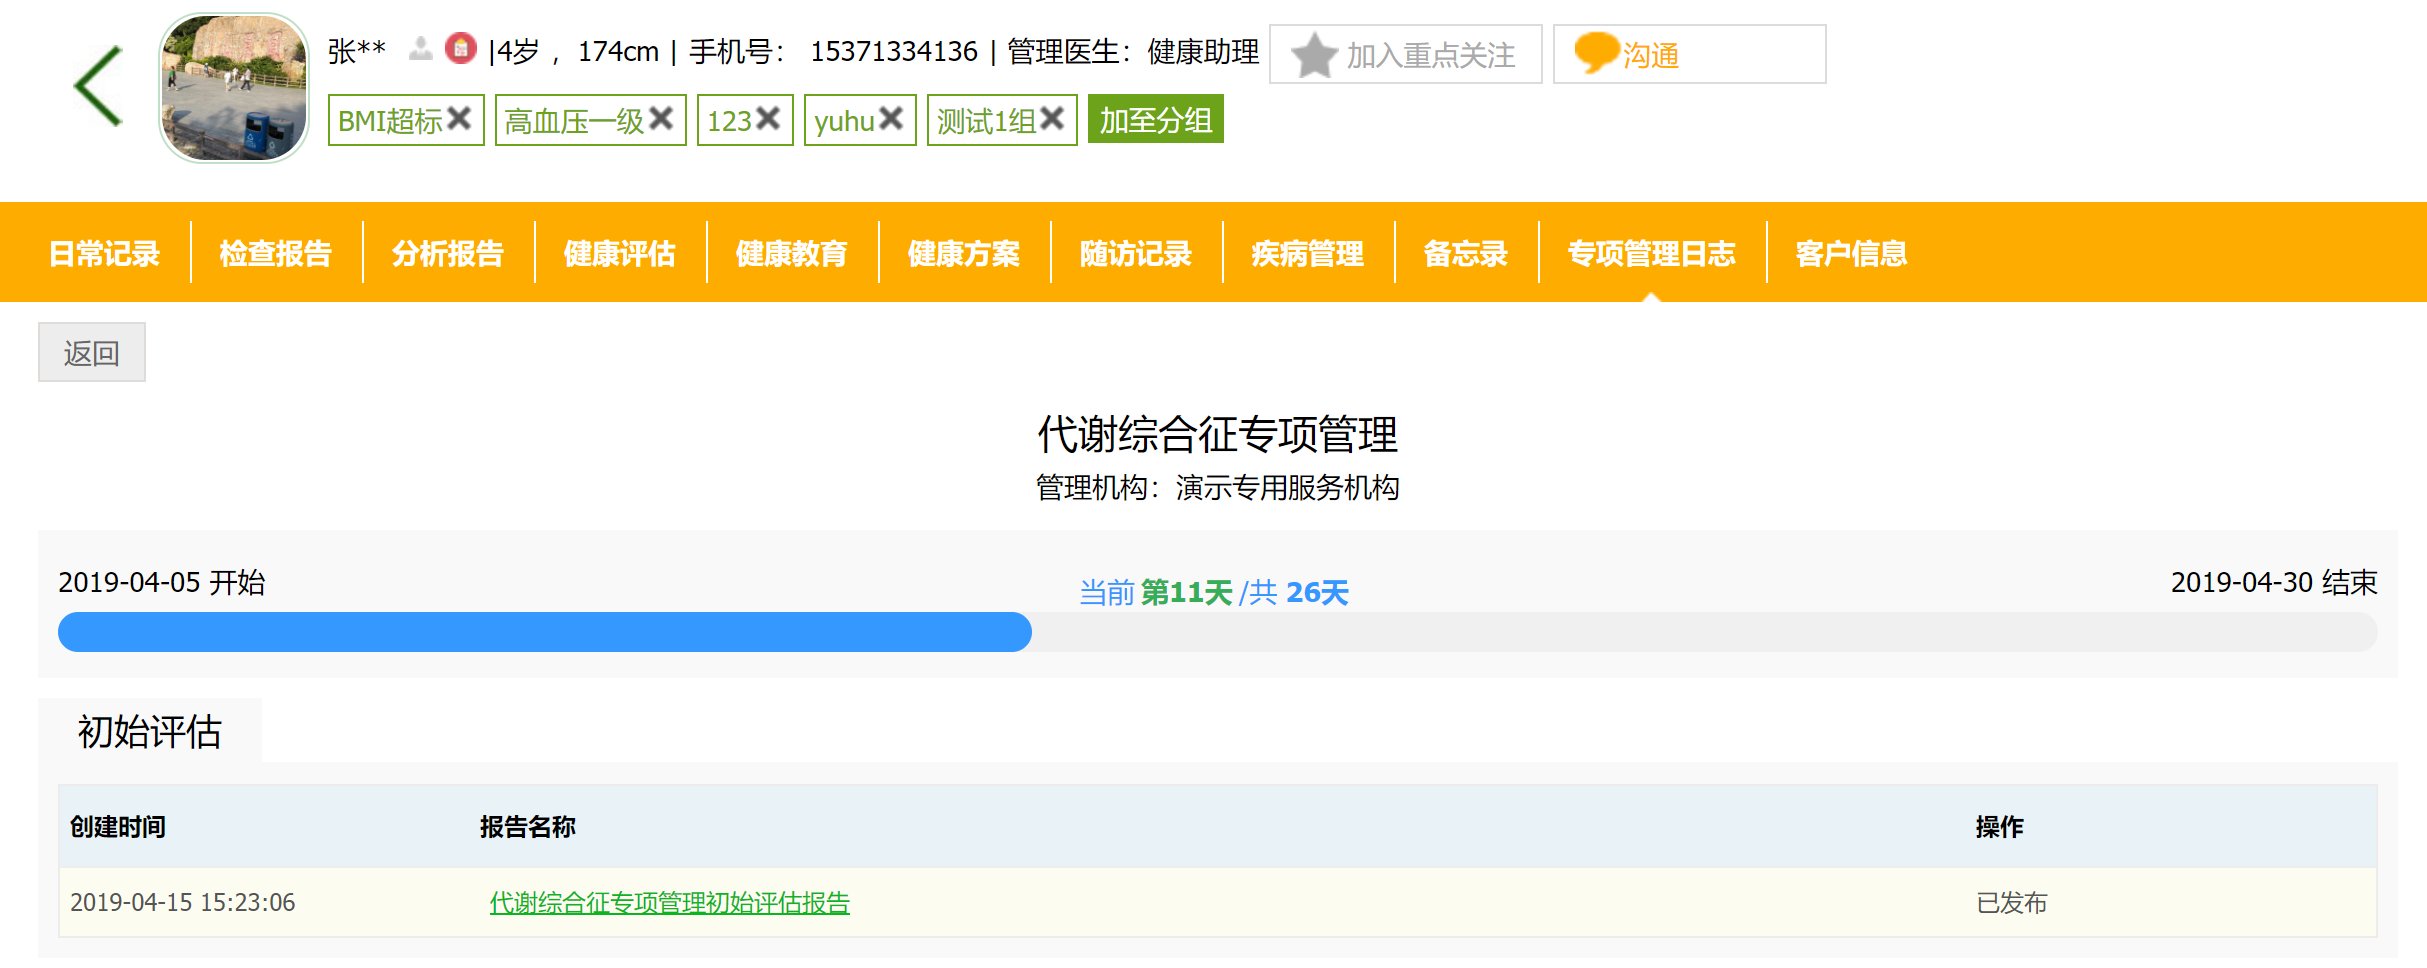 张** |4岁 ，174cm | 手机号： 15371334136 | 管理医生：健康助理 加入重点关注 沟通
BMI超标 高血压一级 123 yuhu 测试1组 加至分组
日常记录 检查报告 分析报告 健康评估 健康教育 健康方案 随访记录 疾病管理 备忘录 专项管理日志 客户信息
返回
代谢综合征专项管理
管理机构：演示专用服务机构
2019-04-05 开始 当前 第11天 /共 26天 2019-04-30 结束
初始评估
创建时间 报告名称 操作
2019-04-15 15:23:06 代谢综合征专项管理初始评估报告 已发布